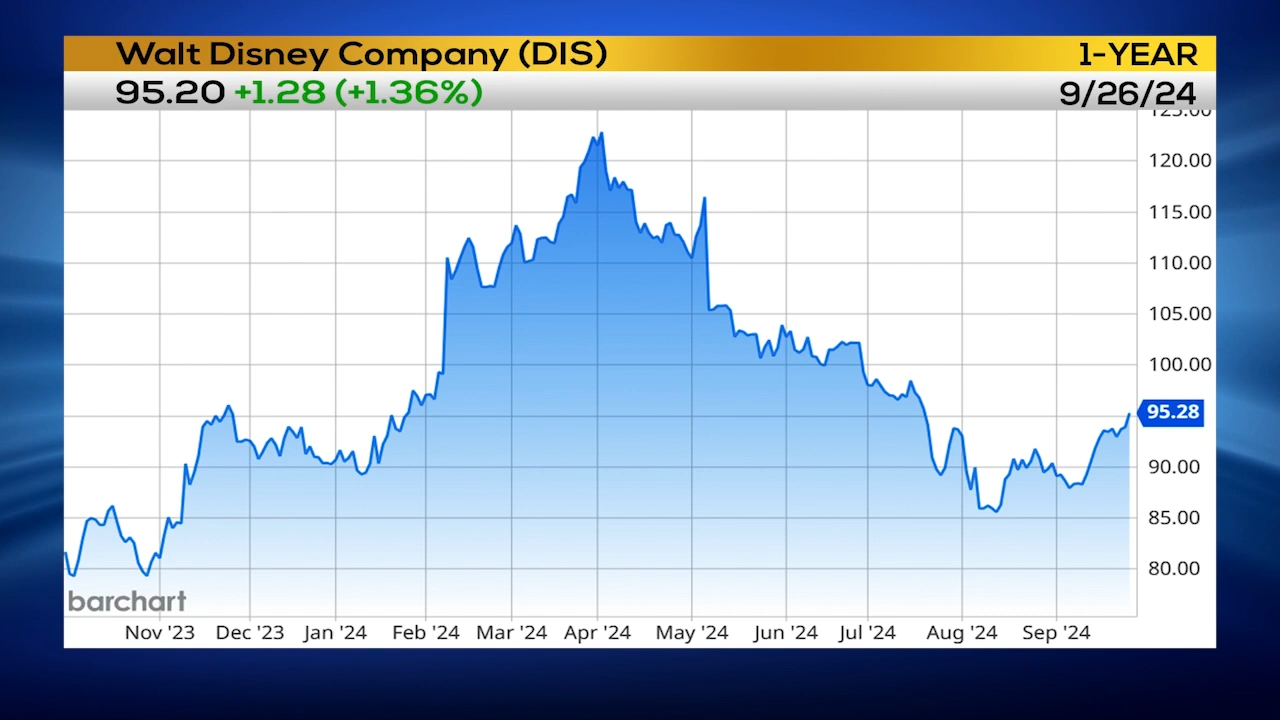 Walt Disney Company (DIS) 1-YEAR
95.20 +1.28 (+1.36%) 9/26/24
125.00
120.00
115.00
110.00
105.00
100.00
95.28
90.00
85.00
80.00
barchart
Nov '23 Dec '23 Jan '24 Feb '24 Mar '24 Apr '24 May '24 Jun '24 Jul '24 Aug '24 Sep '24